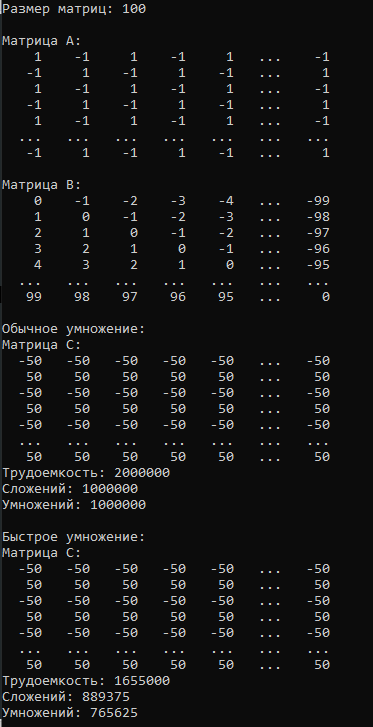 Размер матриц: 100
Матрица A:
1 -1 1 -1 1 ... -1
-1 1 -1 1 -1 ... 1
1 -1 1 -1 1 ... -1
-1 1 -1 1 -1 ... 1
1 -1 1 -1 1 ... -1
... ... ... ... ... ... ...
-1 1 -1 1 -1 ... 1
Матрица B:
0 -1 -2 -3 -4 ... -99
1 0 -1 -2 -3 ... -98
2 1 0 -1 -2 ... -97
3 2 1 0 -1 ... -96
4 3 2 1 0 ... -95
... ... ... ... ... ... ...
99 98 97 96 95 ... 0
Обычное умножение:
Матрица C:
-50 -50 -50 -50 -50 ... -50
50 50 50 50 50 ... 50
-50 -50 -50 -50 -50 ... -50
50 50 50 50 50 ... 50
-50 -50 -50 -50 -50 ... -50
... ... ... ... ... ... ...
50 50 50 50 50 ... 50
Трудоемкость: 2000000
Сложений: 1000000
Умножений: 1000000
Быстрое умножение:
Матрица C:
-50 -50 -50 -50 -50 ... -50
50 50 50 50 50 ... 50
-50 -50 -50 -50 -50 ... -50
50 50 50 50 50 ... 50
-50 -50 -50 -50 -50 ... -50
... ... ... ... ... ... ...
50 50 50 50 50 ... 50
Трудоемкость: 1655000
Сложений: 889375
Умножений: 765625